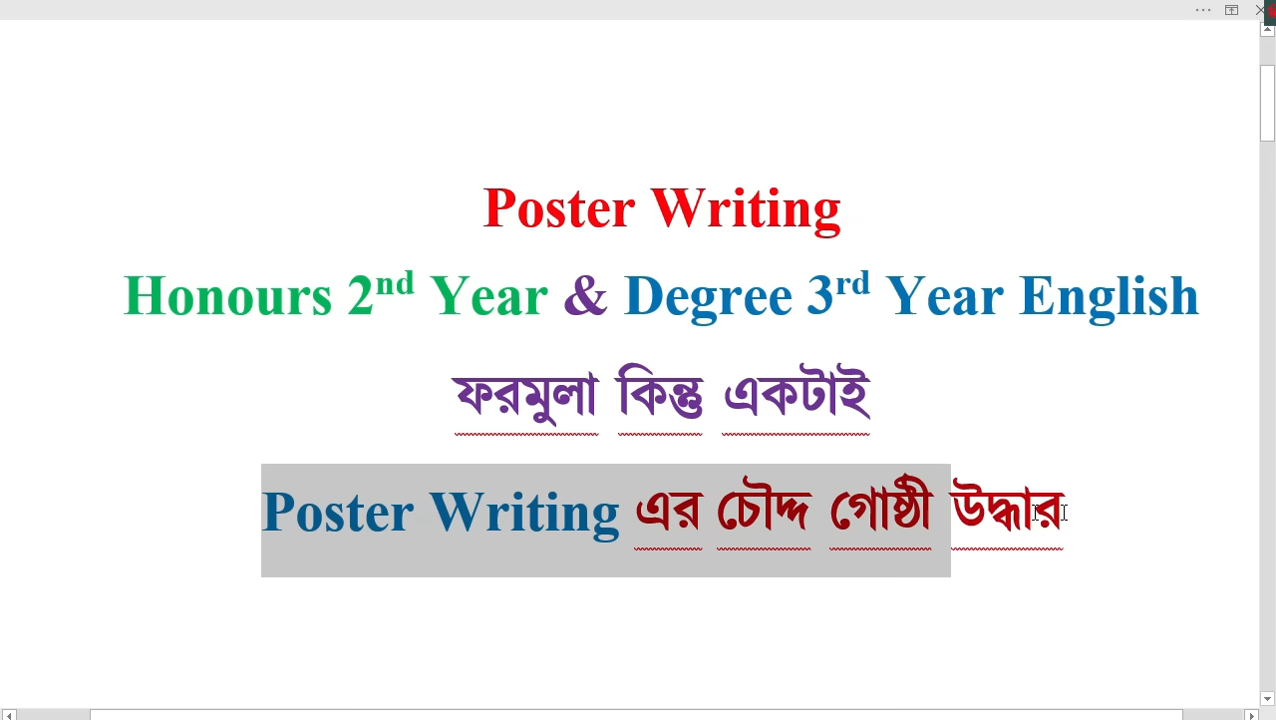 Poster Writing
Honours 2nd Year & Degree 3rd Year English
ফরমুলা কিন্তু একটাই
Poster Writing এর চৌদ্দ গোষ্ঠী উদ্ধার